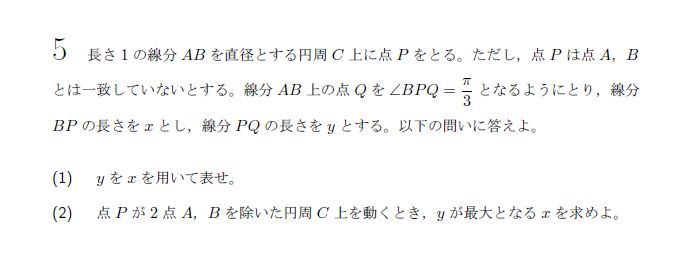 5 長さ 1 の線分 AB を直径とする円周 C 上に点 P をとる。ただし，点 P は点 A，B
とは一致していないとする。線分 AB 上の点 Q を ∠BPQ = π/3 となるようにとり，線分
BP の長さを x とし，線分 PQ の長さを y とする。以下の問いに答えよ。
(1) y を x を用いて表せ。
(2) 点 P が 2 点 A，B を除いた円周 C 上を動くとき，y が最大となる x を求めよ。